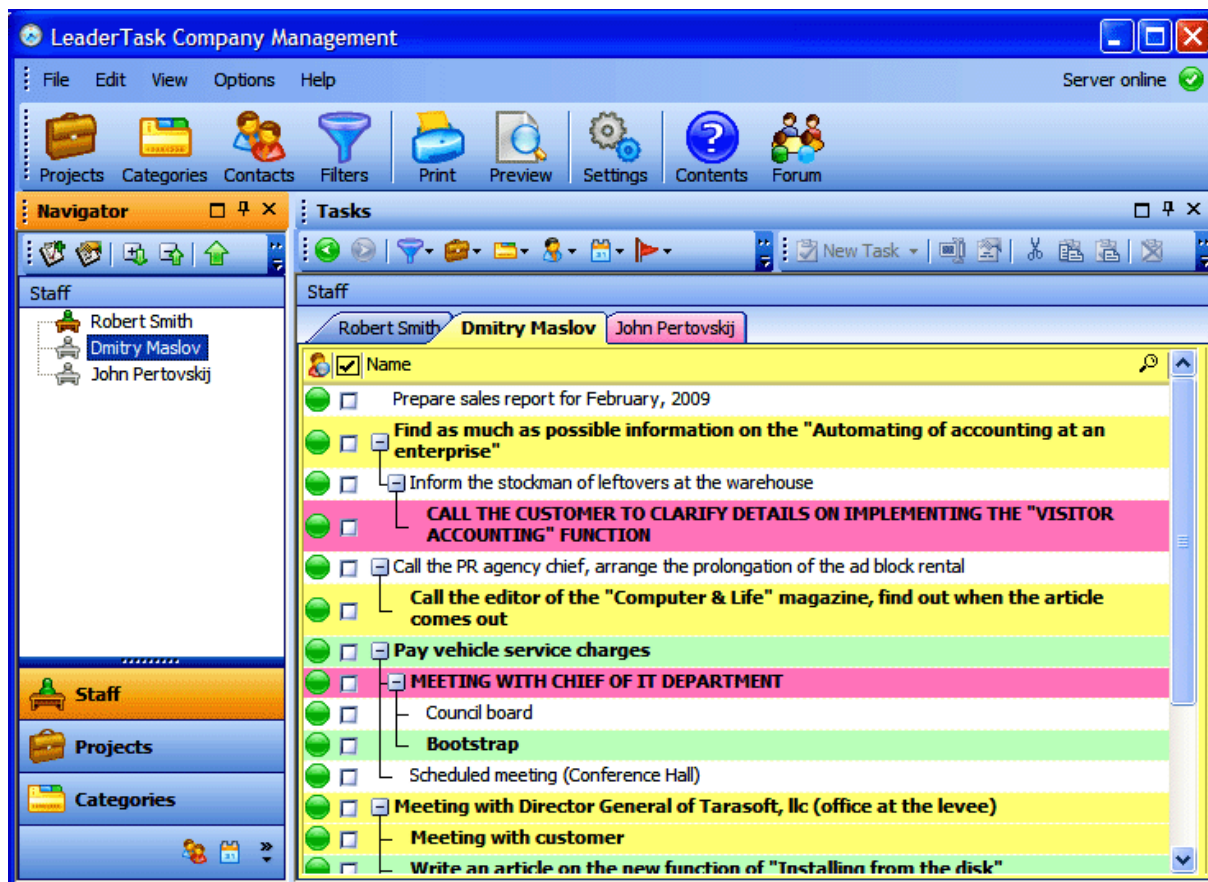 LeaderTask Company Management
File Edit View Options Help Server online
Projects Categories Contacts Filters Print Preview Settings Contents Forum
Navigator
Tasks
New Task
Staff
Robert Smith
Dmitry Maslov
John Pertovskij
Staff
Projects
Categories
Staff
Robert Smith Dmitry Maslov John Pertovskij
Name
Prepare sales report for February, 2009
Find as much as possible information on the "Automating of accounting at an
enterprise"
Inform the stockman of leftovers at the warehouse
CALL THE CUSTOMER TO CLARIFY DETAILS ON IMPLEMENTING THE "VISITOR
ACCOUNTING" FUNCTION
Call the PR agency chief, arrange the prolongation of the ad block rental
Call the editor of the "Computer & Life" magazine, find out when the article
comes out
Pay vehicle service charges
MEETING WITH CHIEF OF IT DEPARTMENT
Council board
Bootstrap
Scheduled meeting (Conference Hall)
Meeting with Director General of Tarasoft, llc (office at the levee)
Meeting with customer
Write an article on the new function of "Installing from the disk"